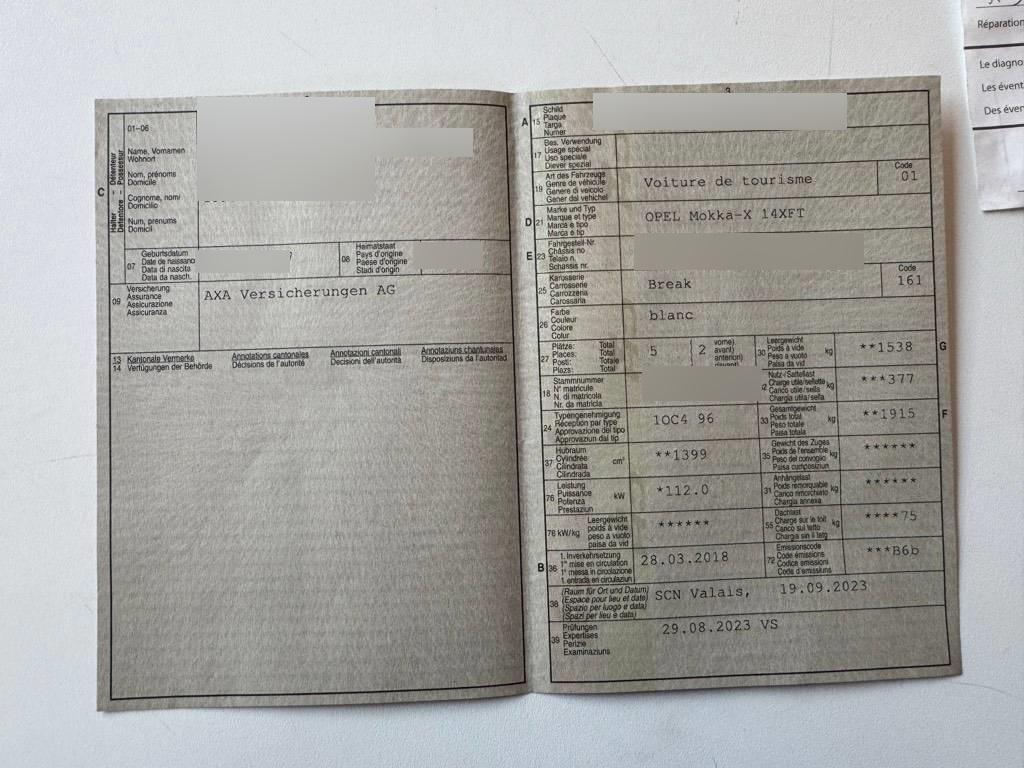 C
Halter – Détenteur
Detentore – Possessur
01-06
Name, Vornamen
Wohnort
Nom, prénoms
Domicile
Cognome, nomi
Domicilio
Num, prenums
Domicil
07
Geburtsdatum
Date de naissance
Data di nascita
Data da nasch.
08
Heimatstaat
Pays d'origine
Paese d'origine
Stadi d'origin
09
Versicherung
Assurance
Assicurazione
Assicuranza
AXA Versicherungen AG
13
14
Kantonale Vermerke
Verfügungen der Behörde
Annotations cantonales
Décisions de l'autorité
Annotazioni cantonali
Decisioni dell'autorità
Annotaziuns chantunalas
Disposiziuns da l'autoritad
A
15
Schild
Plaque
Targa
Numer
17
Bes. Verwendung
Usage spécial
Uso speciale
Diever spezial
19
Art des Fahrzeugs
Genre de véhicule
Genere di veicolo
Gener dal vehichel
Voiture de tourisme
Code
01
D
21
Marke und Typ
Marque et type
Marca e tipo
Marca e tip
OPEL Mokka-X 14XFT
E
23
Fahrgestell-Nr.
Châssis no
Telaio n.
Schassis nr.
25
Karosserie
Carrosserie
Carrozzeria
Carossaria
Break
Code
161
26
Farbe
Couleur
Colore
Colur
blanc
27
Plätze: Total
Places: Total
Posti: Totale
Plazs: Total
5
2
vorne)
avant)
anteriori)
30
Leergewicht
Poids à vide
Peso a vuoto
Paisa da vid
kg
**1538
G
18
Stammnummer
N° matricule
N. di matricola
Nr. da matricla
Nutz-/Sattellast
Charge utile/sellette
Carico utile/sella
Chargia utila/sella
kg
***377
24
Typengenehmigung
Réception par type
Approvazione del tipo
Approvaziun dal tip
1OC4 96
33
Gesamtgewicht
Poids total
Peso totale
Paisa totala
kg
**1915
F
37
Hubraum
Cylindrée
Cilindrata
Cilindrada
cm³
**1399
35
Gewicht des Zuges
Poids de l'ensemble
Peso del convoglio
Paisa cumposiziun
kg
******
76
Leistung
Puissance
Potenza
Prestaziun
kW
*112.0
31
Anhängelast
Poids remorquable
Carico rimorchiato
Chargia annexa
kg
******
78 kW/kg
Leergewicht
poids à vide
peso a vuoto
paisa da vid
******
55
Dachlast
Charge sur le toit
Carico sul tetto
Chargia sin il tetg
kg
****75
B
36
1. Inverkehrsetzung
1re mise en circulation
1a messa in circolazione
1. entrada en circulaziun
28.03.2018
72
Emissionscode
Code émissions
Codice emissioni
Code d'emissiuns
***B6b
38
(Raum für Ort und Datum)
(Espace pour lieu et date)
(Spazio per luogo e data)
(Spazi per lieu e data)
SCN Valais, 19.09.2023
39
Prüfungen
Expertises
Perizie
Examinaziuns
29.08.2023 VS
Réparation
Le diagno
Les évent
Des éver